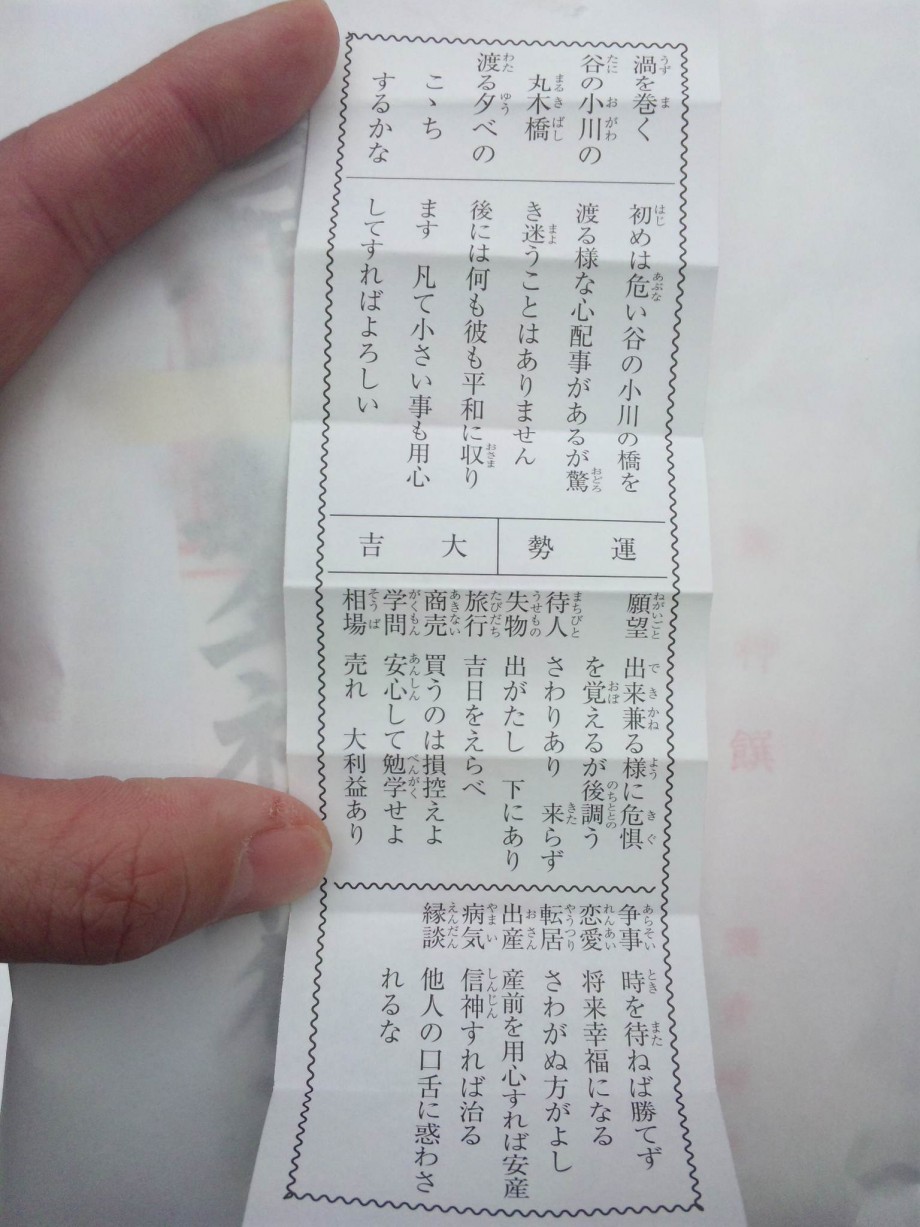 渦を巻く
谷の小川の
丸木橋
渡る夕べの
こゝち
するかな
初めは危い谷の小川の橋を
渡る様な心配事があるが驚
き迷うことはありません
後には何も彼も平和に収り
ます 凡て小さい事も用心
してすればよろしい
運勢
大吉
願望 出来兼る様に危惧
を覚えるが後調う
待人 さわりあり 来らず
失物 出がたし 下にあり
旅行 吉日をえらべ
商売 買うのは損控えよ
学問 安心して勉学せよ
相場 売れ 大利益あり
争事 時を待ねば勝てず
恋愛 将来幸福になる
転居 さわがぬ方がよし
出産 産前を用心すれば安産
病気 信神すれば治る
縁談 他人の口舌に惑わさ
れるな